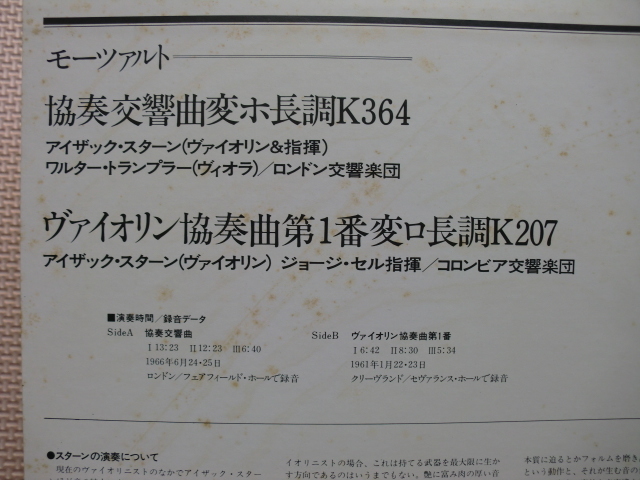 モーツァルト
協奏交響曲変ホ長調K364
アイザック・スターン(ヴァイオリン&指揮)
ワルター・トランプラー(ヴィオラ)/ロンドン交響楽団
ヴァイオリン協奏曲第1番変ロ長調K207
アイザック・スターン(ヴァイオリン) ジョージ・セル指揮/コロンビア交響楽団
■演奏時間/録音データ
SideA 協奏交響曲
I 13:23 II 12:23 III 6:40
1966年6月24・25日
ロンドン/フェアフィールド・ホールで録音
SideB ヴァイオリン協奏曲第1番
I 6:42 II 8:30 III 5:34
1961年1月22・23日
クリーヴランド/セヴァランス・ホールで録音
●スターンの演奏について
現在のヴァイオリニストのなかでアイザック・スター
イオリニストの場合、これは持てる武器を最大限に生か
す方向であるのはいうまでもない。艶に富み肉の厚い音
本質に迫るとかフォルムを磨き
という動作と、それが生む音の